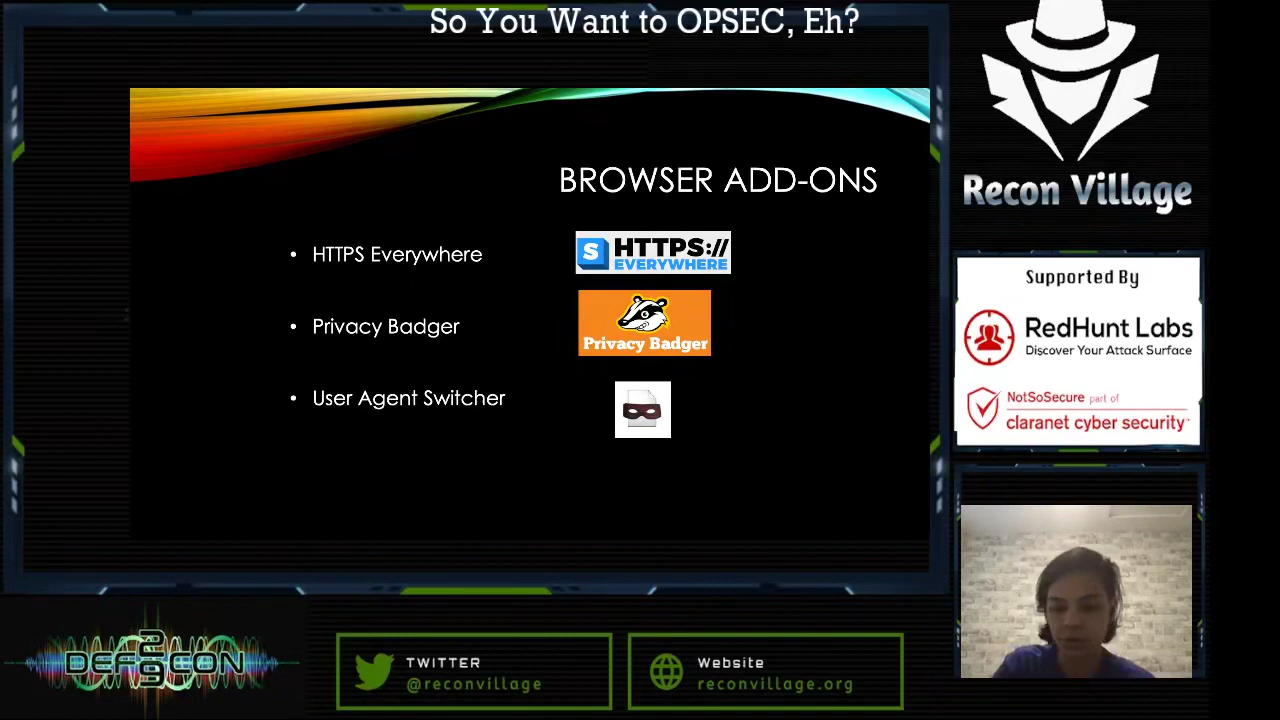 So You Want to OPSEC, Eh?
BROWSER ADD-ONS
• HTTPS Everywhere
S HTTPS://
EVERYWHERE
• Privacy Badger
Privacy Badger
• User Agent Switcher
Recon Village
Supported By
RedHunt Labs
Discover Your Attack Surface
NotSoSecure part of
claranet cyber security
DEF CON
29
TWITTER
@reconvillage
Website
reconvillage.org